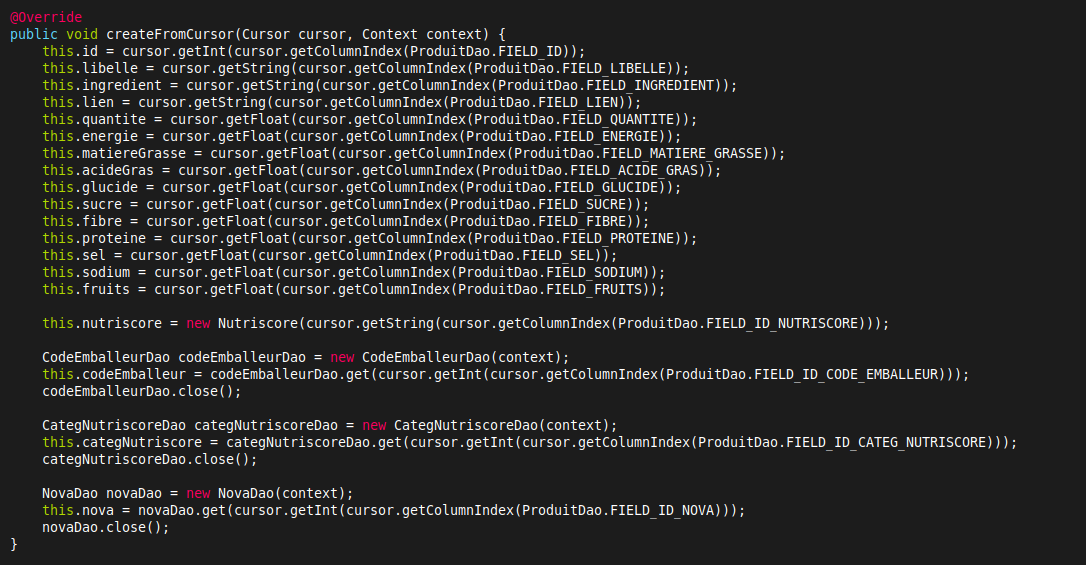 @Override
public void createFromCursor(Cursor cursor, Context context) {
    this.id = cursor.getInt(cursor.getColumnIndex(ProduitDao.FIELD_ID));
    this.libelle = cursor.getString(cursor.getColumnIndex(ProduitDao.FIELD_LIBELLE));
    this.ingredient = cursor.getString(cursor.getColumnIndex(ProduitDao.FIELD_INGREDIENT));
    this.lien = cursor.getString(cursor.getColumnIndex(ProduitDao.FIELD_LIEN));
    this.quantite = cursor.getFloat(cursor.getColumnIndex(ProduitDao.FIELD_QUANTITE));
    this.energie = cursor.getFloat(cursor.getColumnIndex(ProduitDao.FIELD_ENERGIE));
    this.matiereGrasse = cursor.getFloat(cursor.getColumnIndex(ProduitDao.FIELD_MATIERE_GRASSE));
    this.acideGras = cursor.getFloat(cursor.getColumnIndex(ProduitDao.FIELD_ACIDE_GRAS));
    this.glucide = cursor.getFloat(cursor.getColumnIndex(ProduitDao.FIELD_GLUCIDE));
    this.sucre = cursor.getFloat(cursor.getColumnIndex(ProduitDao.FIELD_SUCRE));
    this.fibre = cursor.getFloat(cursor.getColumnIndex(ProduitDao.FIELD_FIBRE));
    this.proteine = cursor.getFloat(cursor.getColumnIndex(ProduitDao.FIELD_PROTEINE));
    this.sel = cursor.getFloat(cursor.getColumnIndex(ProduitDao.FIELD_SEL));
    this.sodium = cursor.getFloat(cursor.getColumnIndex(ProduitDao.FIELD_SODIUM));
    this.fruits = cursor.getFloat(cursor.getColumnIndex(ProduitDao.FIELD_FRUITS));

    this.nutriscore = new Nutriscore(cursor.getString(cursor.getColumnIndex(ProduitDao.FIELD_ID_NUTRISCORE)));

    CodeEmballeurDao codeEmballeurDao = new CodeEmballeurDao(context);
    this.codeEmballeur = codeEmballeurDao.get(cursor.getInt(cursor.getColumnIndex(ProduitDao.FIELD_ID_CODE_EMBALLEUR)));
    codeEmballeurDao.close();

    CategNutriscoreDao categNutriscoreDao = new CategNutriscoreDao(context);
    this.categNutriscore = categNutriscoreDao.get(cursor.getInt(cursor.getColumnIndex(ProduitDao.FIELD_ID_CATEG_NUTRISCORE)));
    categNutriscoreDao.close();

    NovaDao novaDao = new NovaDao(context);
    this.nova = novaDao.get(cursor.getInt(cursor.getColumnIndex(ProduitDao.FIELD_ID_NOVA)));
    novaDao.close();
}